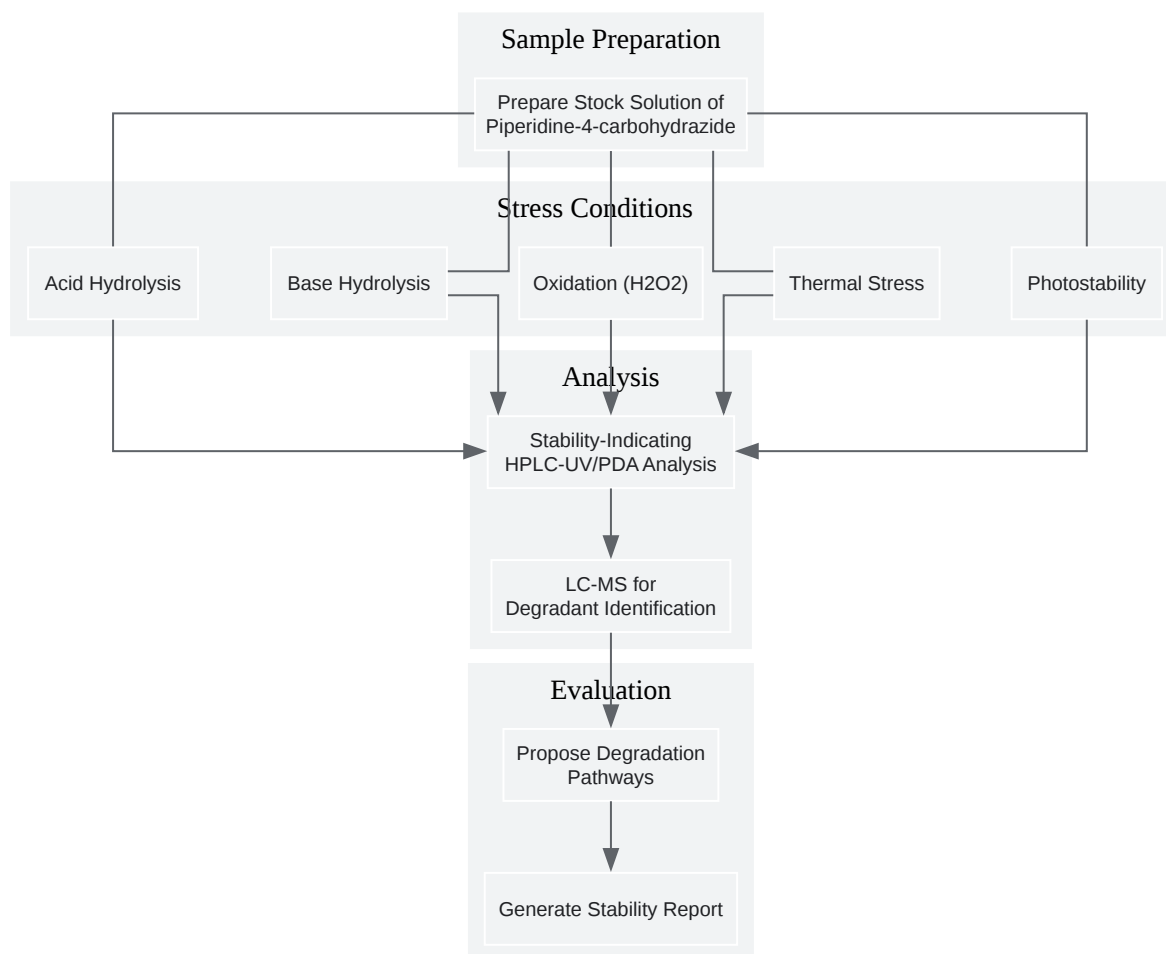 Sample Preparation
Prepare Stock Solution of
Piperidine-4-carbohydrazide
Stress Conditions
Acid Hydrolysis
Base Hydrolysis
Oxidation (H2O2)
Thermal Stress
Photostability
Analysis
Stability-Indicating
HPLC-UV/PDA Analysis
LC-MS for
Degradant Identification
Evaluation
Propose Degradation
Pathways
Generate Stability Report